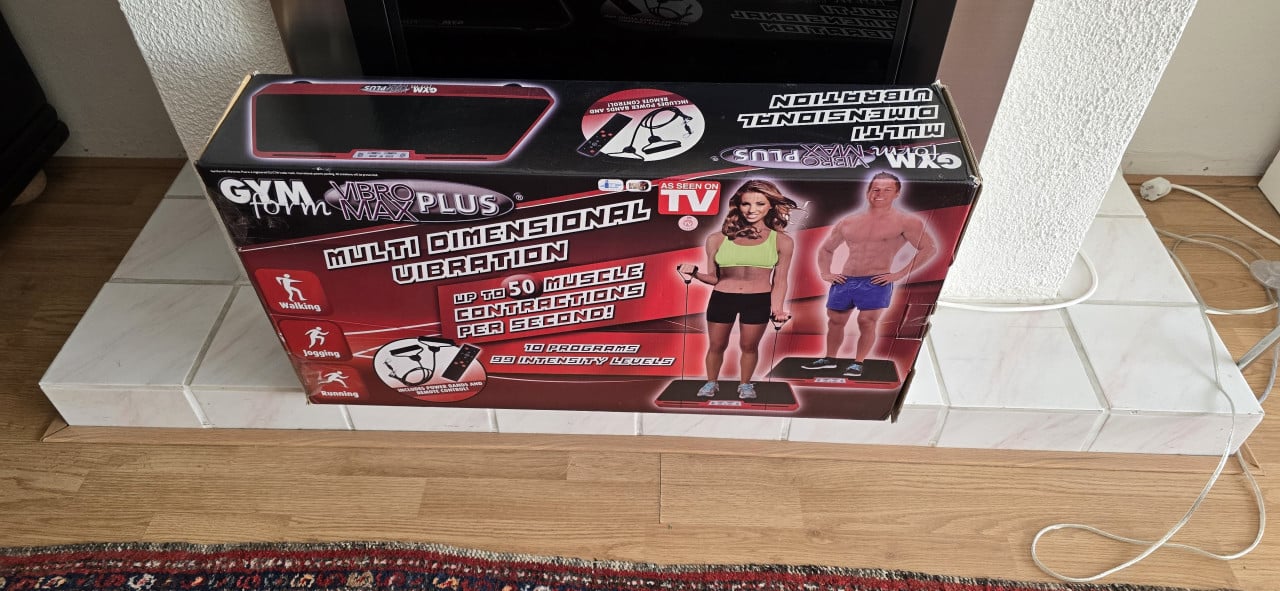 GYM
form
VIBRO
MAX PLUS®
MULTI
DIMENSIONAL
VIBRATION
INCLUDES POWER BANDS AND
REMOTE CONTROL!
GYM
form
VIBRO
MAX PLUS®
AS SEEN ON
TV
MULTI DIMENSIONAL
VIBRATION
UP TO 50 MUSCLE
CONTRACTIONS
PER SECOND!
10 PROGRAMS
99 INTENSITY LEVELS
Walking
Jogging
Running
INCLUDES POWER BANDS AND
REMOTE CONTROL!